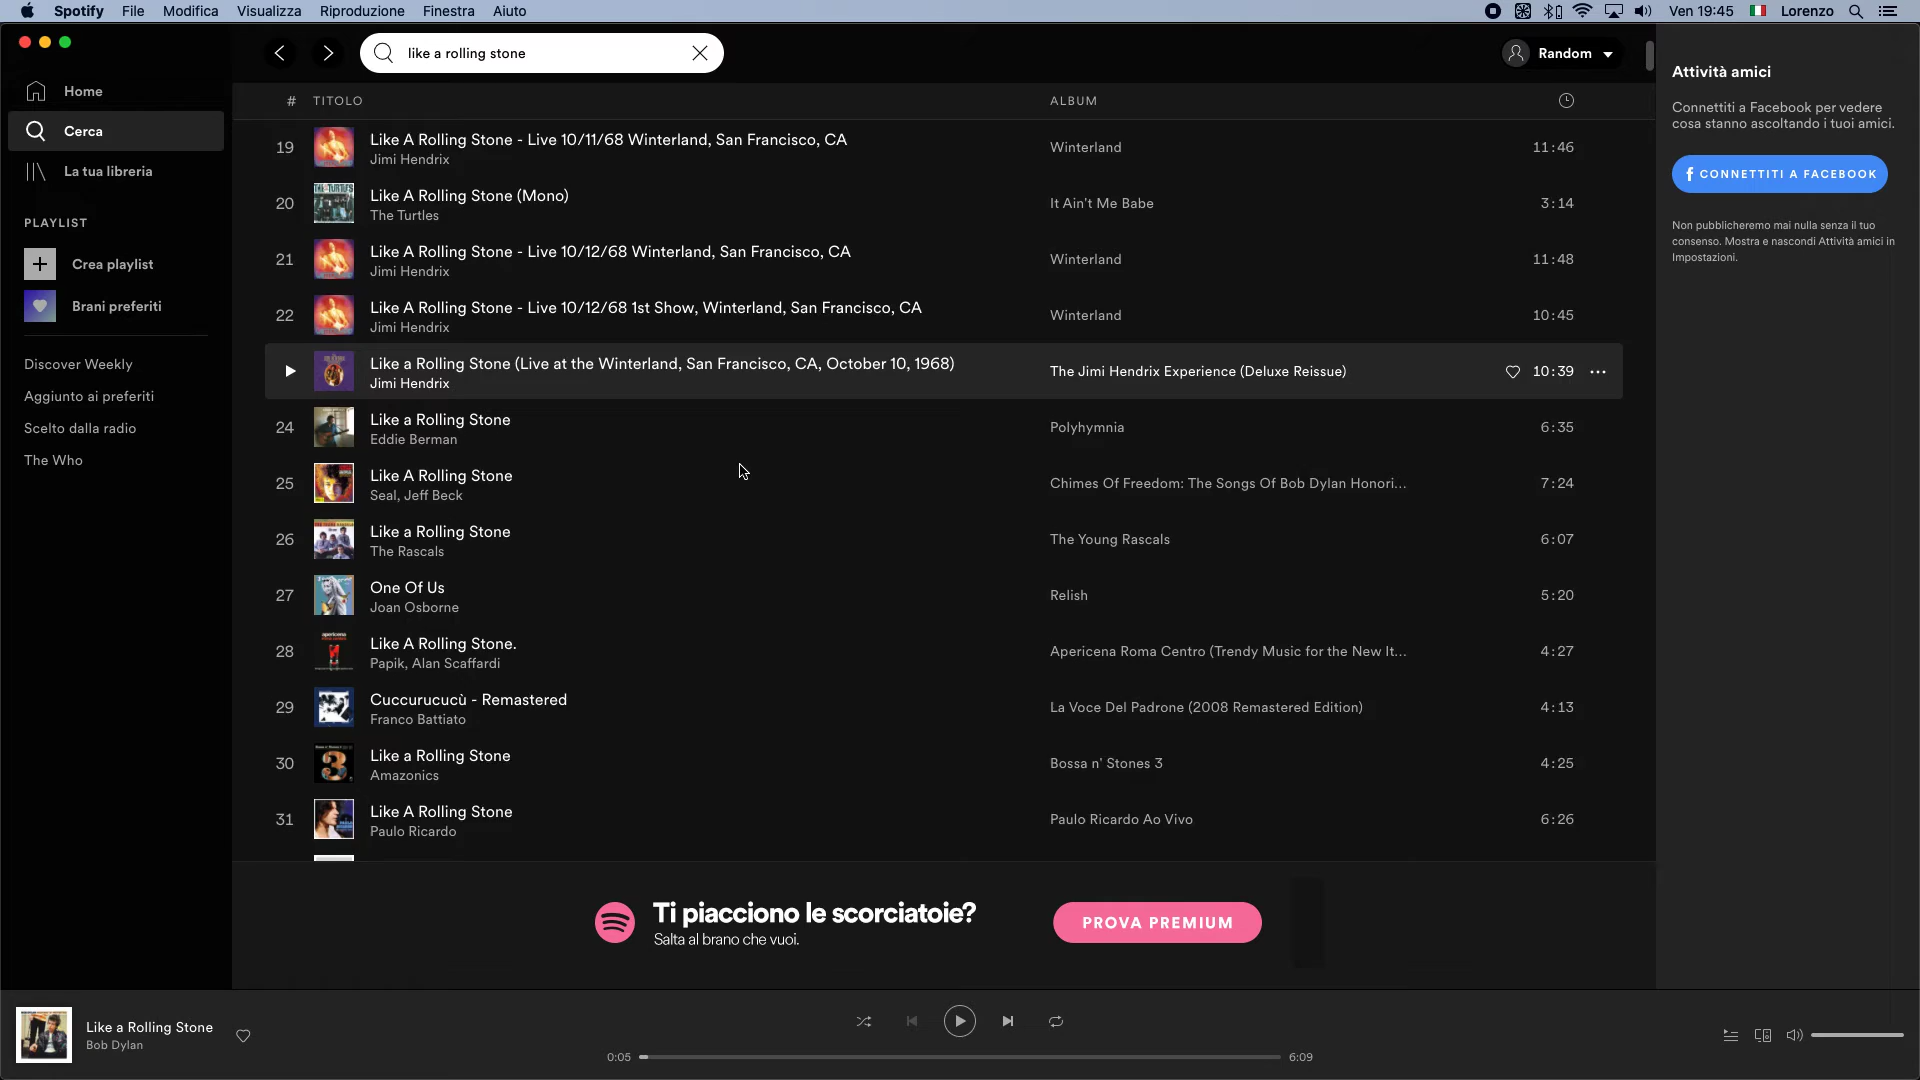 Spotify File Modifica Visualizza Riproduzione Finestra Aiuto Ven 19:45 Lorenzo
like a rolling stone
Random
Home
Cerca
La tua libreria
PLAYLIST
Crea playlist
Brani preferiti
Discover Weekly
Aggiunto ai preferiti
Scelto dalla radio
The Who
# TITOLO ALBUM
19 Like A Rolling Stone - Live 10/11/68 Winterland, San Francisco, CA Winterland 11:46
Jimi Hendrix
20 Like A Rolling Stone (Mono) It Ain't Me Babe 3:14
The Turtles
21 Like A Rolling Stone - Live 10/12/68 Winterland, San Francisco, CA Winterland 11:48
Jimi Hendrix
22 Like A Rolling Stone - Live 10/12/68 1st Show, Winterland, San Francisco, CA Winterland 10:45
Jimi Hendrix
Like a Rolling Stone (Live at the Winterland, San Francisco, CA, October 10, 1968) The Jimi Hendrix Experience (Deluxe Reissue) 10:39
Jimi Hendrix
24 Like a Rolling Stone Polyhymnia 6:35
Eddie Berman
25 Like A Rolling Stone Chimes Of Freedom: The Songs Of Bob Dylan Honori... 7:24
Seal, Jeff Beck
26 Like a Rolling Stone The Young Rascals 6:07
The Rascals
27 One Of Us Relish 5:20
Joan Osborne
28 Like A Rolling Stone. Apericena Roma Centro (Trendy Music for the New It... 4:27
Papik, Alan Scaffardi
29 Cuccurucucù - Remastered La Voce Del Padrone (2008 Remastered Edition) 4:13
Franco Battiato
30 Like a Rolling Stone Bossa n' Stones 3 4:25
Amazonics
31 Like A Rolling Stone Paulo Ricardo Ao Vivo 6:26
Paulo Ricardo
Ti piacciono le scorciatoie?
Salta al brano che vuoi.
PROVA PREMIUM
Attività amici
Connettiti a Facebook per vedere
cosa stanno ascoltando i tuoi amici.
CONNETTITI A FACEBOOK
Non pubblicheremo mai nulla senza il tuo
consenso. Mostra e nascondi Attività amici in
Impostazioni.
Like a Rolling Stone
Bob Dylan
0:05 6:09